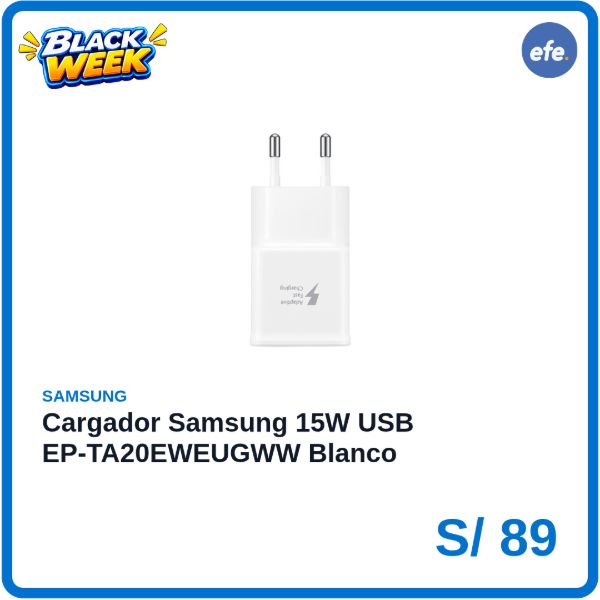 BLACK
WEEK
efe.
Adaptive
Fast
Charging
SAMSUNG
Cargador Samsung 15W USB
EP-TA20EWEUGWW Blanco
S/ 89